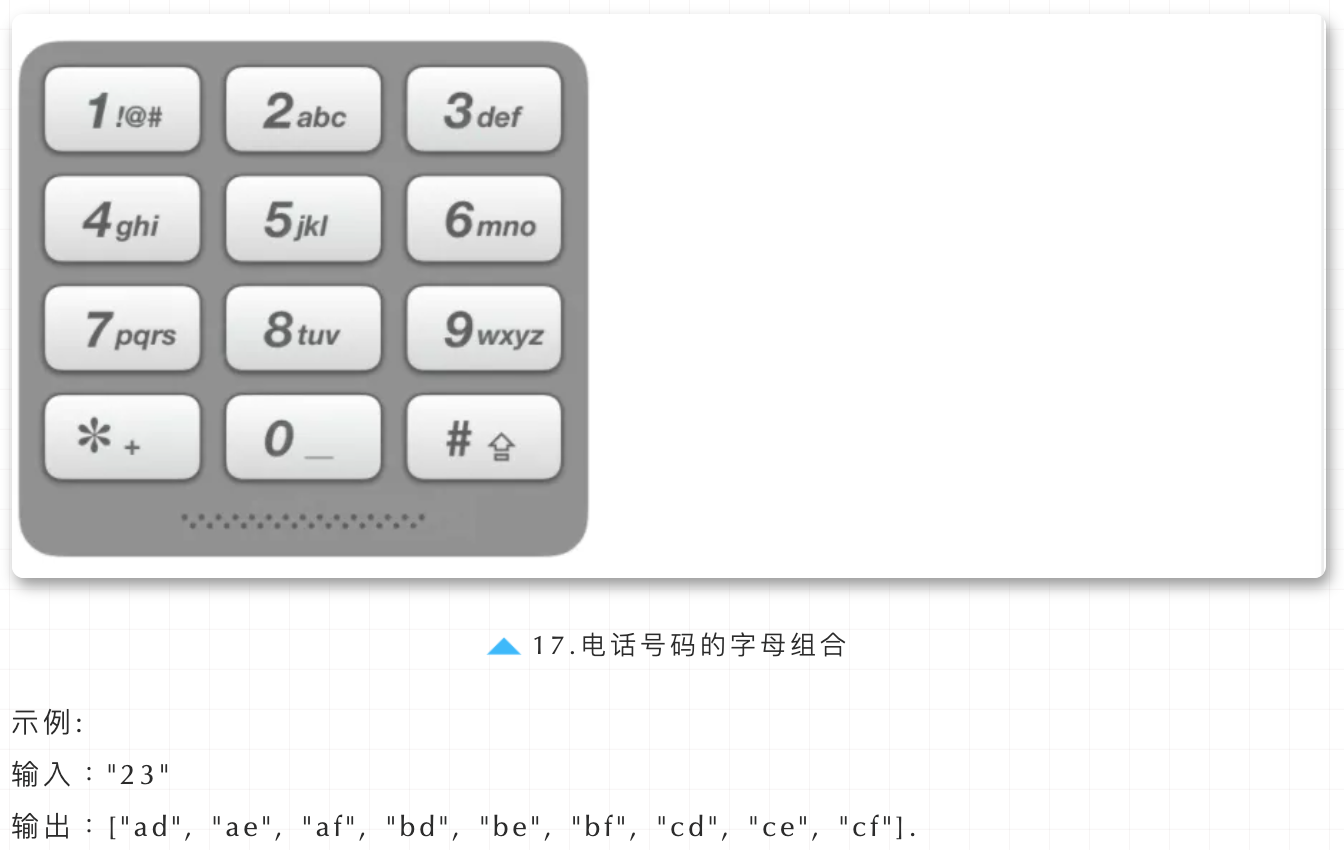 1 !@# 2 abc 3 def
4 ghi 5 jkl 6 mno
7 pqrs 8 tuv 9 wxyz
* + 0 _ #
17.电话号码的字母组合
示例:
输入："23"
输出：["ad", "ae", "af", "bd", "be", "bf", "cd", "ce", "cf"].